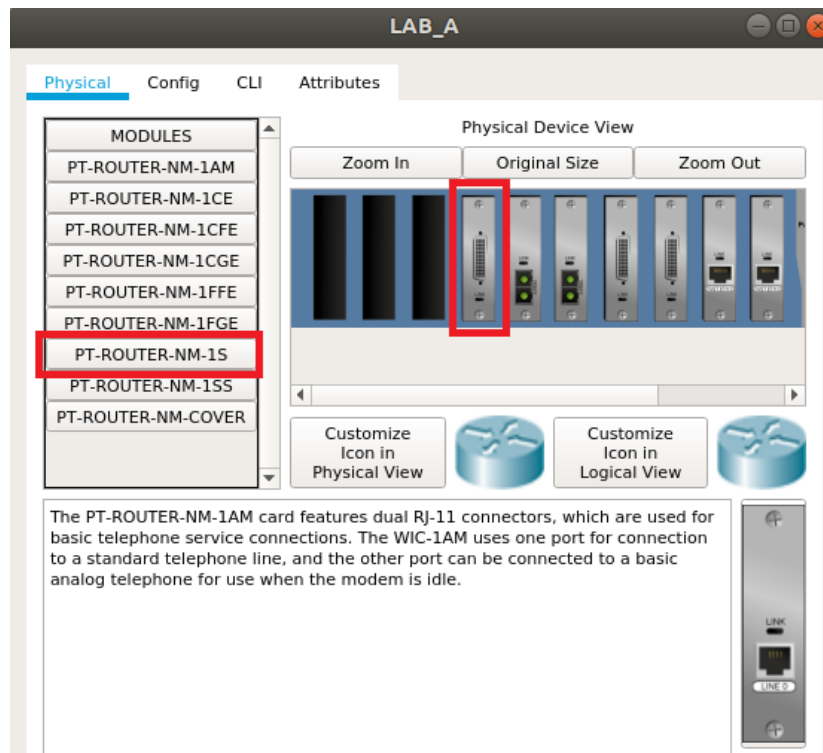 LAB_A
Physical Config CLI Attributes
MODULES
PT-ROUTER-NM-1AM
PT-ROUTER-NM-1CE
PT-ROUTER-NM-1CFE
PT-ROUTER-NM-1CGE
PT-ROUTER-NM-1FFE
PT-ROUTER-NM-1FGE
PT-ROUTER-NM-1S
PT-ROUTER-NM-1SS
PT-ROUTER-NM-COVER
Physical Device View
Zoom In Original Size Zoom Out
Customize
Icon in
Physical View
Customize
Icon in
Logical View
The PT-ROUTER-NM-1AM card features dual RJ-11 connectors, which are used for
basic telephone service connections. The WIC-1AM uses one port for connection
to a standard telephone line, and the other port can be connected to a basic
analog telephone for use when the modem is idle.
LINK
LINE 0